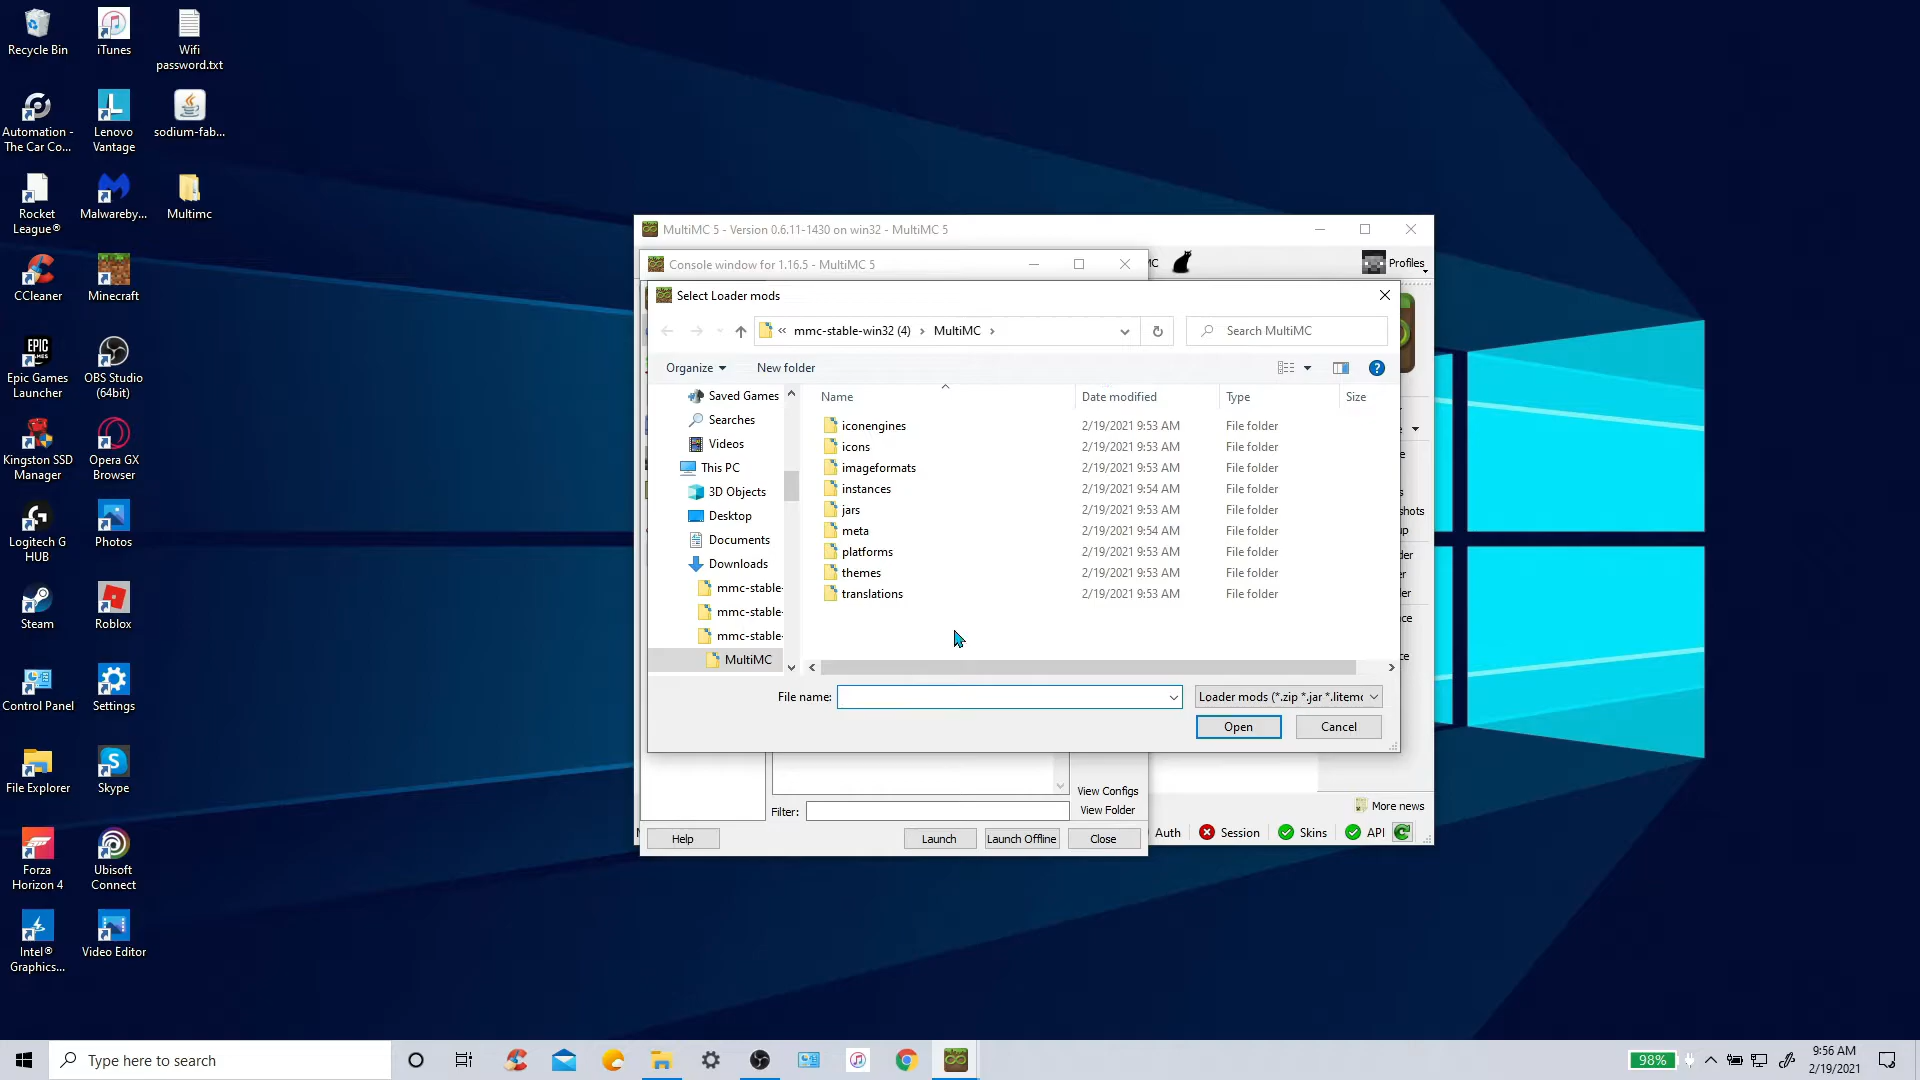 Recycle Bin
iTunes
Wifi
password.txt
Automation -
The Car Co...
Lenovo
Vantage
sodium-fab...
Rocket
League®
Malwareby...
Multimc
CCleaner
Minecraft
EPIC
GAMES
Epic Games
Launcher
OBS Studio
(64bit)
Kingston SSD
Manager
Opera GX
Browser
Logitech G
HUB
Photos
Steam
Roblox
Control Panel
Settings
File Explorer
Skype
Forza
Horizon 4
Ubisoft
Connect
Intel®
Graphics...
Video Editor
MultiMC 5 - Version 0.6.11-1430 on win32 - MultiMC 5
Console window for 1.16.5 - MultiMC 5
Profiles
Select Loader mods
« mmc-stable-win32 (4) › MultiMC ›
Search MultiMC
Organize
New folder
Saved Games
Searches
Videos
This PC
3D Objects
Desktop
Documents
Downloads
mmc-stable-
mmc-stable-
mmc-stable-
MultiMC
Name Date modified Type Size
iconengines 2/19/2021 9:53 AM File folder
icons 2/19/2021 9:53 AM File folder
imageformats 2/19/2021 9:53 AM File folder
instances 2/19/2021 9:54 AM File folder
jars 2/19/2021 9:53 AM File folder
meta 2/19/2021 9:54 AM File folder
platforms 2/19/2021 9:53 AM File folder
themes 2/19/2021 9:53 AM File folder
translations 2/19/2021 9:53 AM File folder
File name:
Loader mods (*.zip *.jar *.litemo
Open
Cancel
View Configs
View Folder
Filter:
Help
Launch
Launch Offline
Close
More news
Auth
Session
Skins
API
Type here to search
98%
9:56 AM
2/19/2021